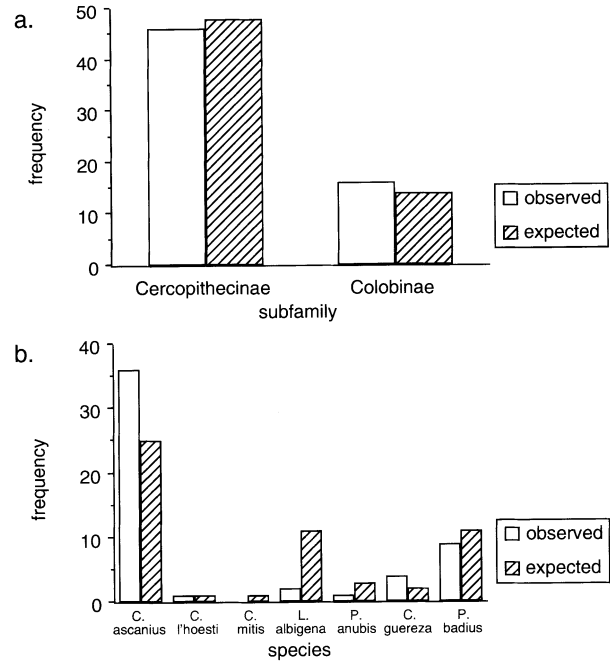 a.
50
40
30
20
10
0
frequency
Cercopithecinae Colobinae
subfamily
observed
expected
b.
40
30
20
10
0
frequency
C. C. C. L. P. C. P.
ascanius l'hoesti mitis albigena anubis guereza badius
species
observed
expected